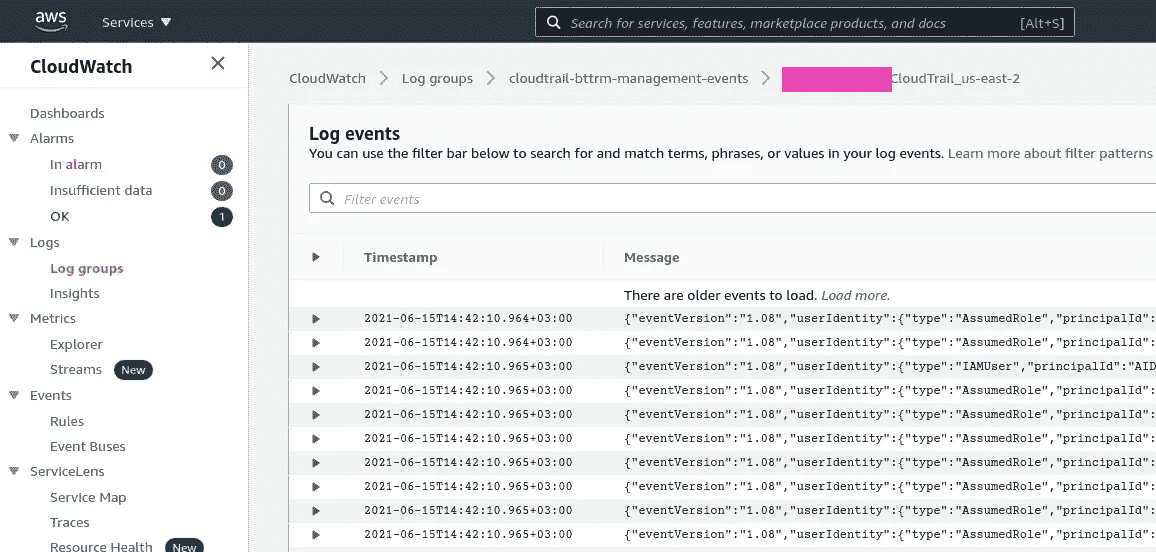 aws Services Search for services, features, marketplace products, and docs [Alt+S]
CloudWatch
Dashboards
Alarms
In alarm 0
Insufficient data 0
OK 1
Logs
Log groups
Insights
Metrics
Explorer
Streams New
Events
Rules
Event Buses
ServiceLens
Service Map
Traces
Resource Health New
CloudWatch Log groups cloudtrail-bttrm-management-events CloudTrail_us-east-2
Log events
You can use the filter bar below to search for and match terms, phrases, or values in your log events. Learn more about filter patterns
Filter events
Timestamp Message
There are older events to load. Load more.
2021-06-15T14:42:10.964+03:00 {"eventVersion":"1.08","userIdentity":{"type":"AssumedRole","principalId":
2021-06-15T14:42:10.964+03:00 {"eventVersion":"1.08","userIdentity":{"type":"AssumedRole","principalId":
2021-06-15T14:42:10.965+03:00 {"eventVersion":"1.08","userIdentity":{"type":"IAMUser","principalId":"AID
2021-06-15T14:42:10.965+03:00 {"eventVersion":"1.08","userIdentity":{"type":"AssumedRole","principalId":
2021-06-15T14:42:10.965+03:00 {"eventVersion":"1.08","userIdentity":{"type":"AssumedRole","principalId":
2021-06-15T14:42:10.965+03:00 {"eventVersion":"1.08","userIdentity":{"type":"AssumedRole","principalId":
2021-06-15T14:42:10.965+03:00 {"eventVersion":"1.08","userIdentity":{"type":"AssumedRole","principalId":
2021-06-15T14:42:10.965+03:00 {"eventVersion":"1.08","userIdentity":{"type":"AssumedRole","principalId":
2021-06-15T14:42:10.965+03:00 {"eventVersion":"1.08","userIdentity":{"type":"AssumedRole","principalId":
2021-06-15T14:42:10.965+03:00 {"eventVersion":"1.08","userIdentity":{"type":"AssumedRole","principalId":